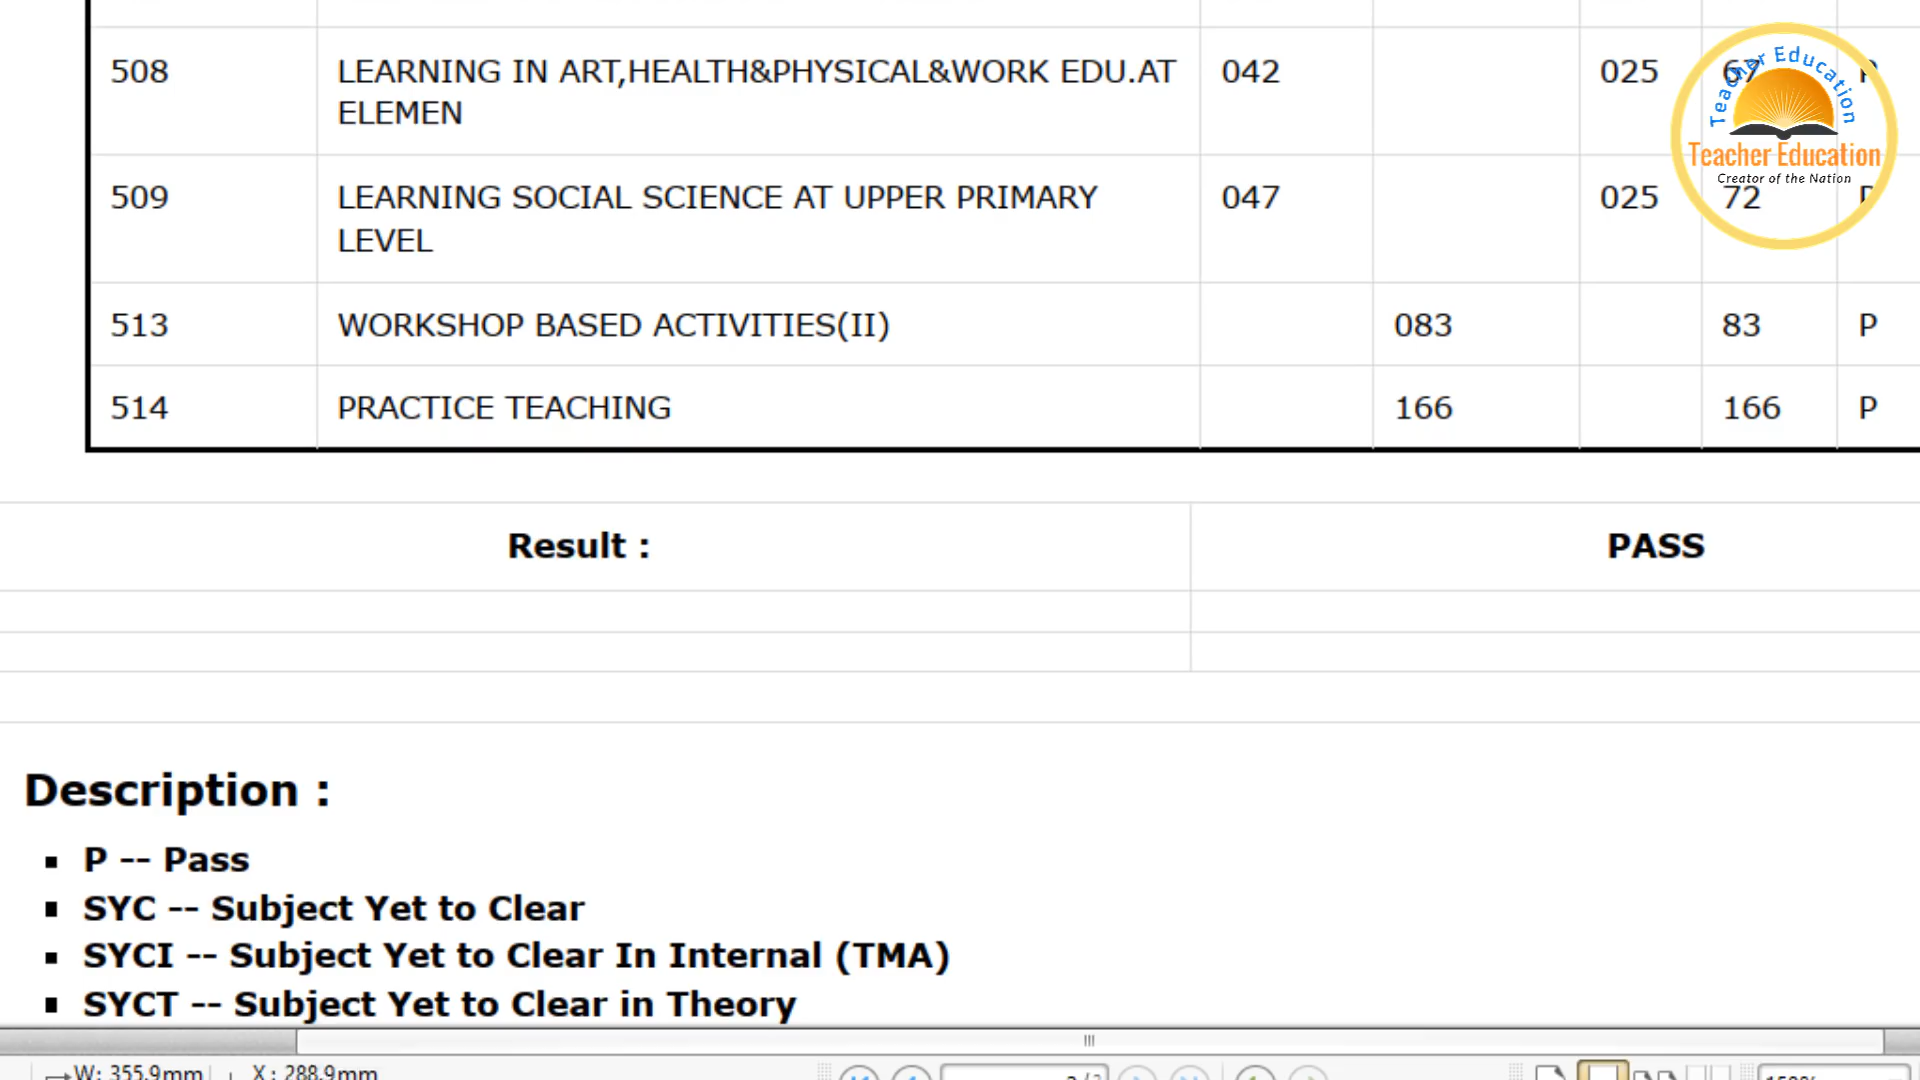 508 LEARNING IN ART,HEALTH&PHYSICAL&WORK EDU.AT 042 025 67 P
ELEMEN
Teacher Education
Teacher Education
Creator of the Nation
509 LEARNING SOCIAL SCIENCE AT UPPER PRIMARY 047 025 72 P
LEVEL
513 WORKSHOP BASED ACTIVITIES(II) 083 83 P
514 PRACTICE TEACHING 166 166 P
Result : PASS
Description :
▪ P -- Pass
▪ SYC -- Subject Yet to Clear
▪ SYCI -- Subject Yet to Clear In Internal (TMA)
▪ SYCT -- Subject Yet to Clear in Theory
W: 355.9mm X: 288.9mm